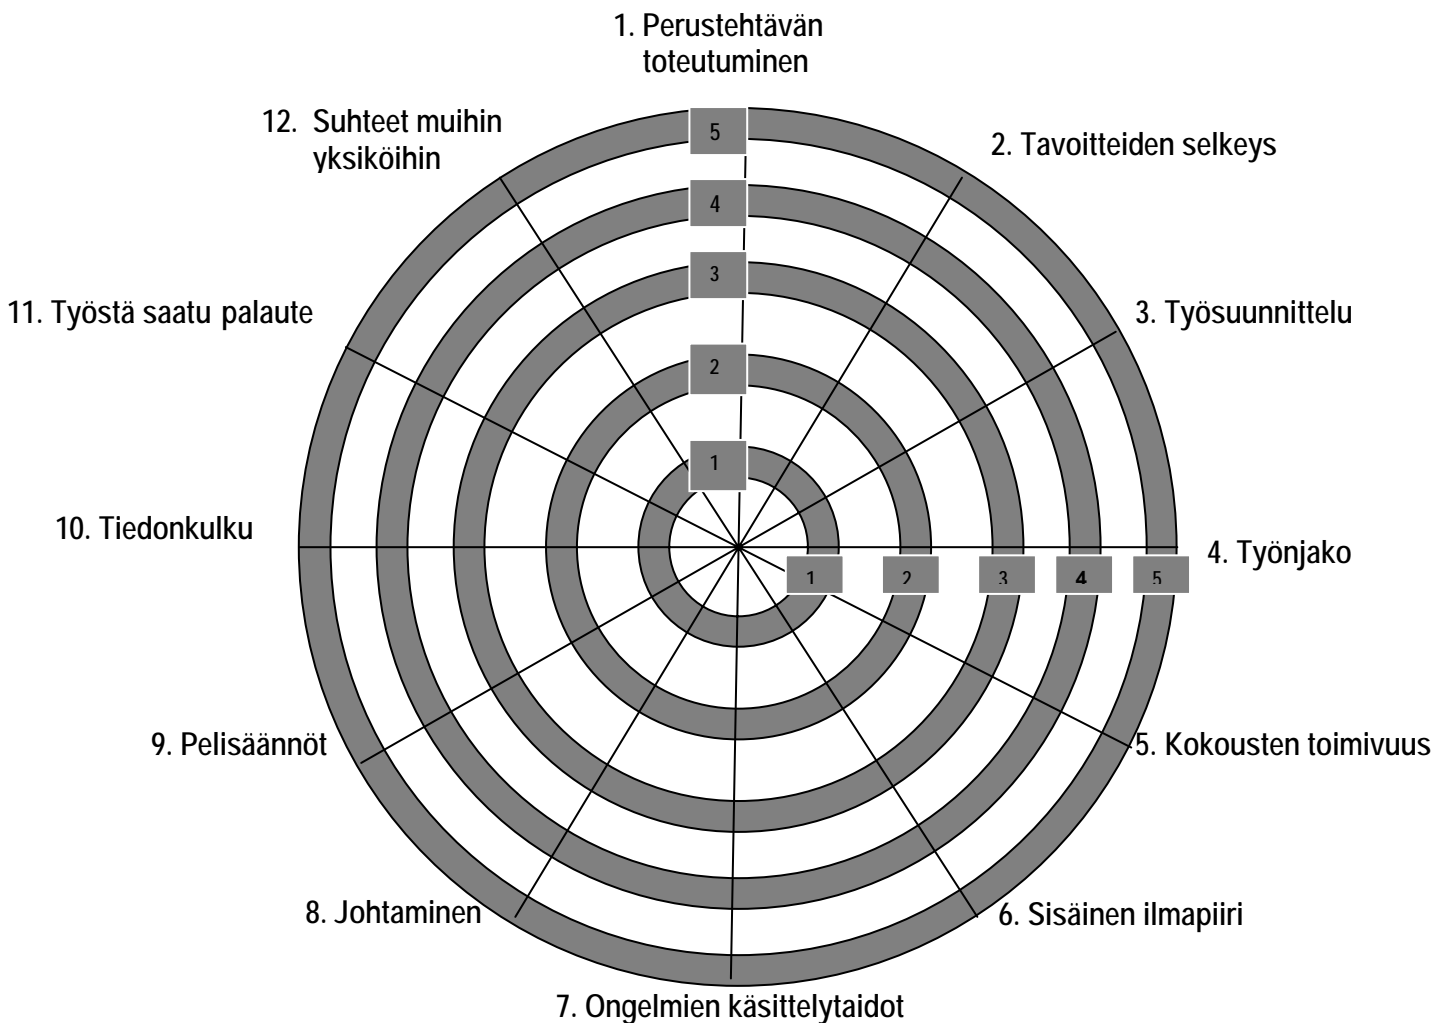 1. Perustehtävän
toteutuminen
12. Suhteet muihin
yksiköihin
2. Tavoitteiden selkeys
11. Työstä saatu palaute
3. Työsuunnittelu
10. Tiedonkulku
4. Työnjako
9. Pelisäännöt
5. Kokousten toimivuus
8. Johtaminen
6. Sisäinen ilmapiiri
7. Ongelmien käsittelytaidot
5
4
3
2
1
1 2 3 4 5